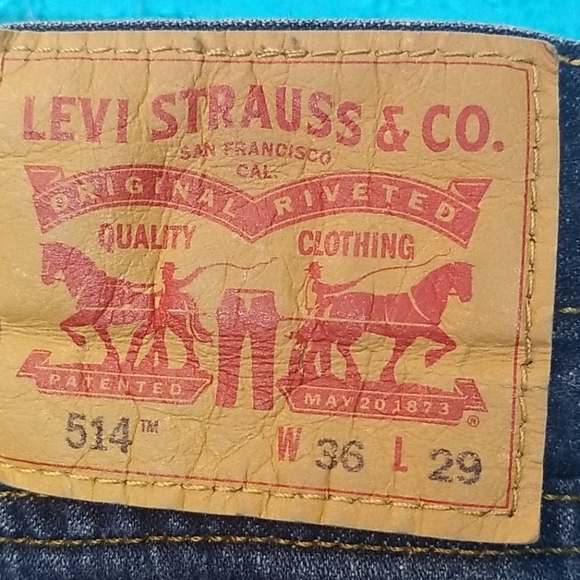 LEVI STRAUSS & CO.
SAN FRANCISCO
CAL.
ORIGINAL RIVETED
QUALITY CLOTHING
PATENTED MAY 20 1873 ®
514™ W 36 L 29